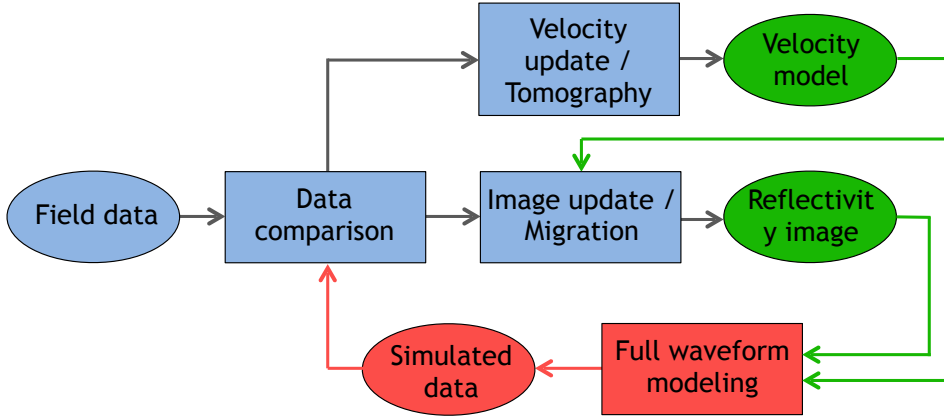 Velocity
update /
Tomography
Velocity
model
Field data
Data
comparison
Image update /
Migration
Reflectivit
y image
Simulated
data
Full waveform
modeling